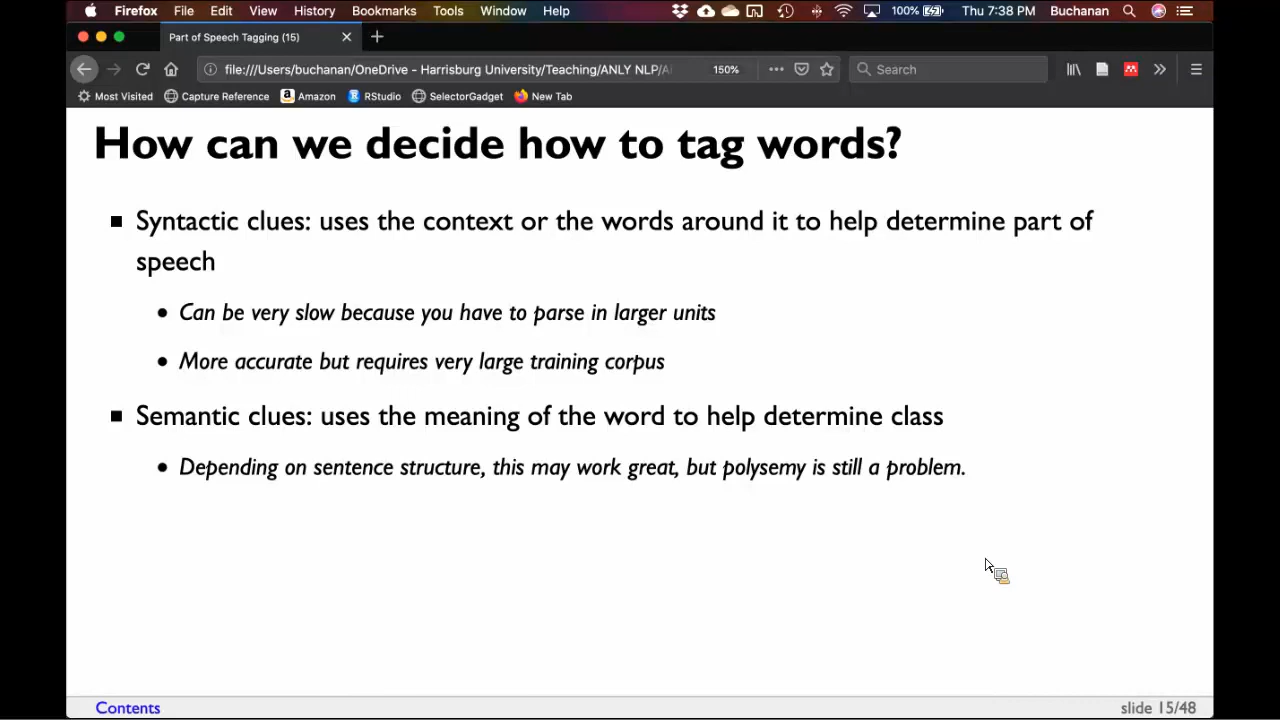 Firefox File Edit View History Bookmarks Tools Window Help 100% Thu 7:38 PM Buchanan
Part of Speech Tagging (15)
file:///Users/buchanan/OneDrive - Harrisburg University/Teaching/ANLY NLP/ 150% Search
Most Visited Capture Reference Amazon RStudio SelectorGadget New Tab
How can we decide how to tag words?
Syntactic clues: uses the context or the words around it to help determine part of
speech
Can be very slow because you have to parse in larger units
More accurate but requires very large training corpus
Semantic clues: uses the meaning of the word to help determine class
Depending on sentence structure, this may work great, but polysemy is still a problem.
Contents slide 15/48